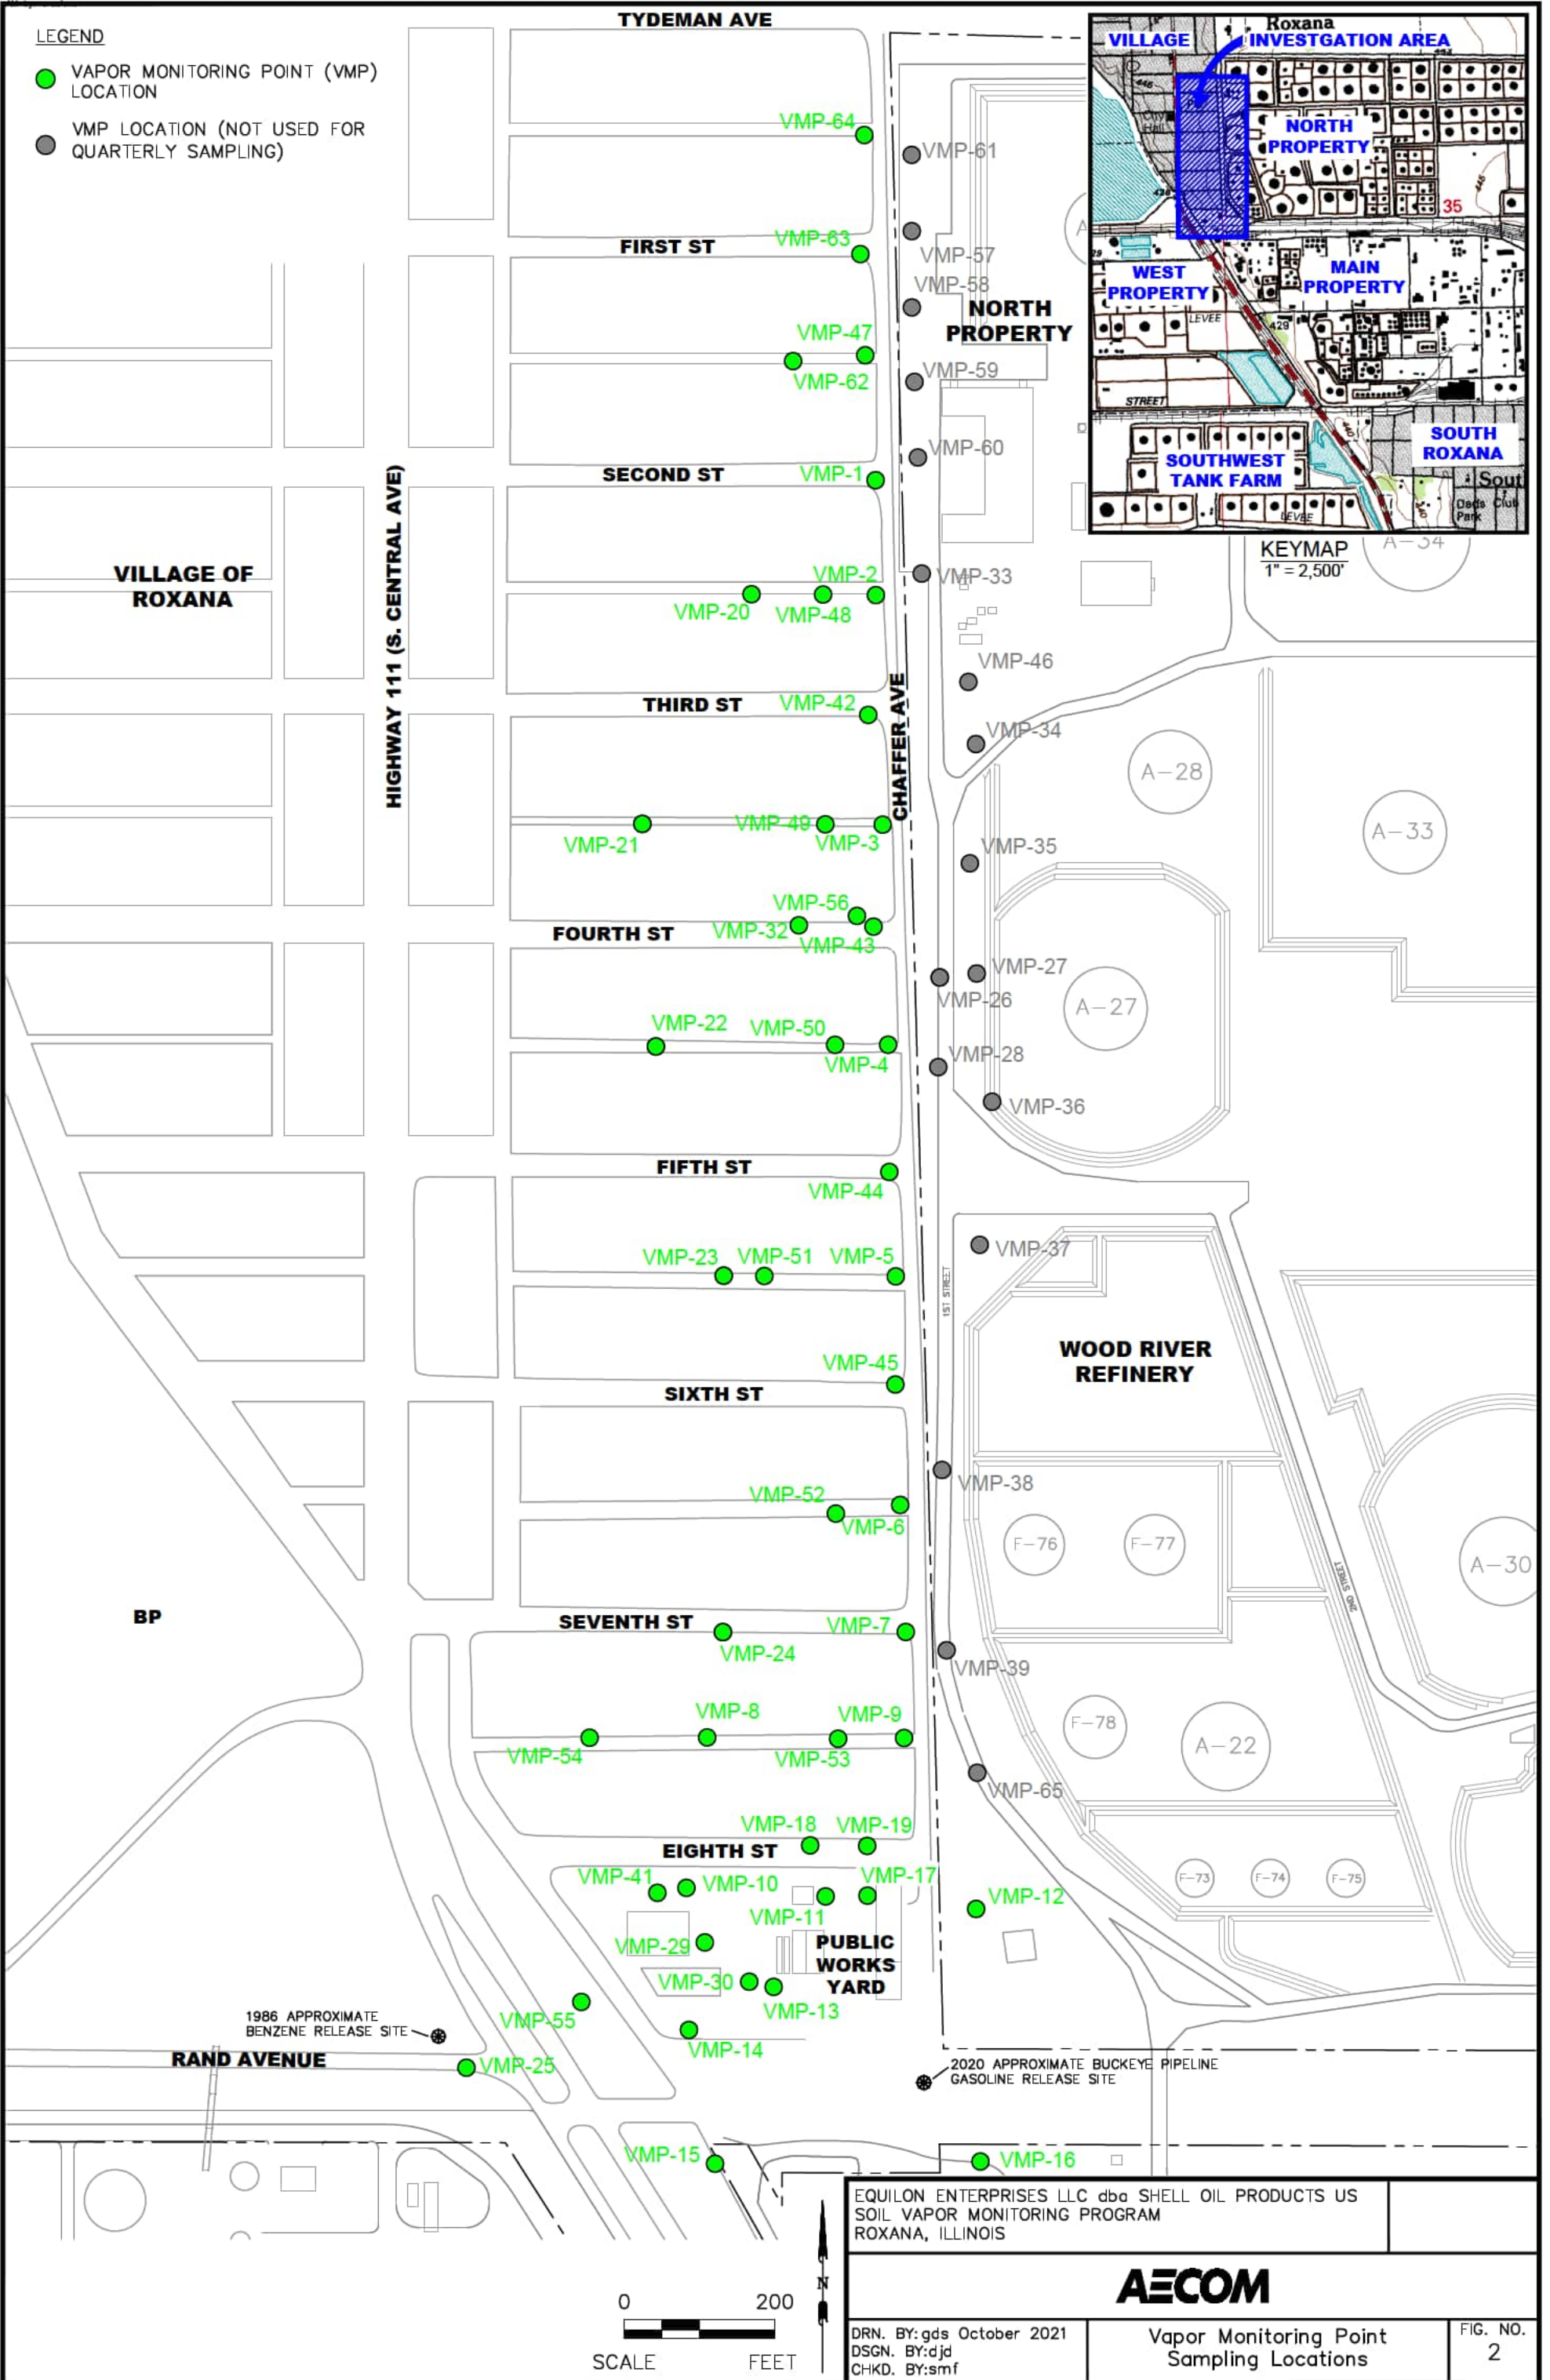 LEGEND
VAPOR MONITORING POINT (VMP)
LOCATION
VMP LOCATION (NOT USED FOR
QUARTERLY SAMPLING)
TYDEMAN AVE
VMP-64
VMP-61
FIRST ST
VMP-63
VMP-57
VMP-58
NORTH
PROPERTY
VMP-47
VMP-62
VMP-59
VMP-60
SECOND ST
VMP-1
VILLAGE OF
ROXANA
HIGHWAY 111 (S. CENTRAL AVE)
VMP-2
VMP-33
VMP-20
VMP-48
VMP-46
THIRD ST
VMP-42
CHAFFER AVE
VMP-34
A-28
A-33
VMP-21
VMP-49
VMP-3
VMP-35
VMP-56
VMP-32
VMP-43
FOURTH ST
VMP-27
VMP-26
A-27
VMP-22
VMP-50
VMP-4
VMP-28
VMP-36
FIFTH ST
VMP-44
VMP-23
VMP-51
VMP-5
VMP-37
1ST STREET
WOOD RIVER
REFINERY
VMP-45
SIXTH ST
VMP-38
VMP-52
VMP-6
F-76
F-77
A-30
2ND STREET
BP
SEVENTH ST
VMP-7
VMP-24
VMP-39
VMP-8
VMP-9
VMP-54
VMP-53
F-78
A-22
VMP-65
VMP-18
VMP-19
EIGHTH ST
VMP-41
VMP-10
VMP-17
VMP-11
VMP-12
F-73
F-74
F-75
VMP-29
PUBLIC
WORKS
YARD
VMP-30
VMP-13
VMP-55
VMP-14
1986 APPROXIMATE
BENZENE RELEASE SITE
RAND AVENUE
VMP-25
2020 APPROXIMATE BUCKEYE PIPELINE
GASOLINE RELEASE SITE
VMP-15
VMP-16
Roxana
VILLAGE
INVESTGATION AREA
NORTH
PROPERTY
35
WEST
PROPERTY
MAIN
PROPERTY
LEVEE
429
STREET
SOUTH
ROXANA
SOUTHWEST
TANK FARM
Sout
Dads Club
Park
LEVEE
KEYMAP
1" = 2,500'
A-34
0 200
SCALE FEET
N
EQUILON ENTERPRISES LLC dba SHELL OIL PRODUCTS US
SOIL VAPOR MONITORING PROGRAM
ROXANA, ILLINOIS
AECOM
DRN. BY:gds October 2021
DSGN. BY:djd
CHKD. BY:smf
Vapor Monitoring Point
Sampling Locations
FIG. NO.
2